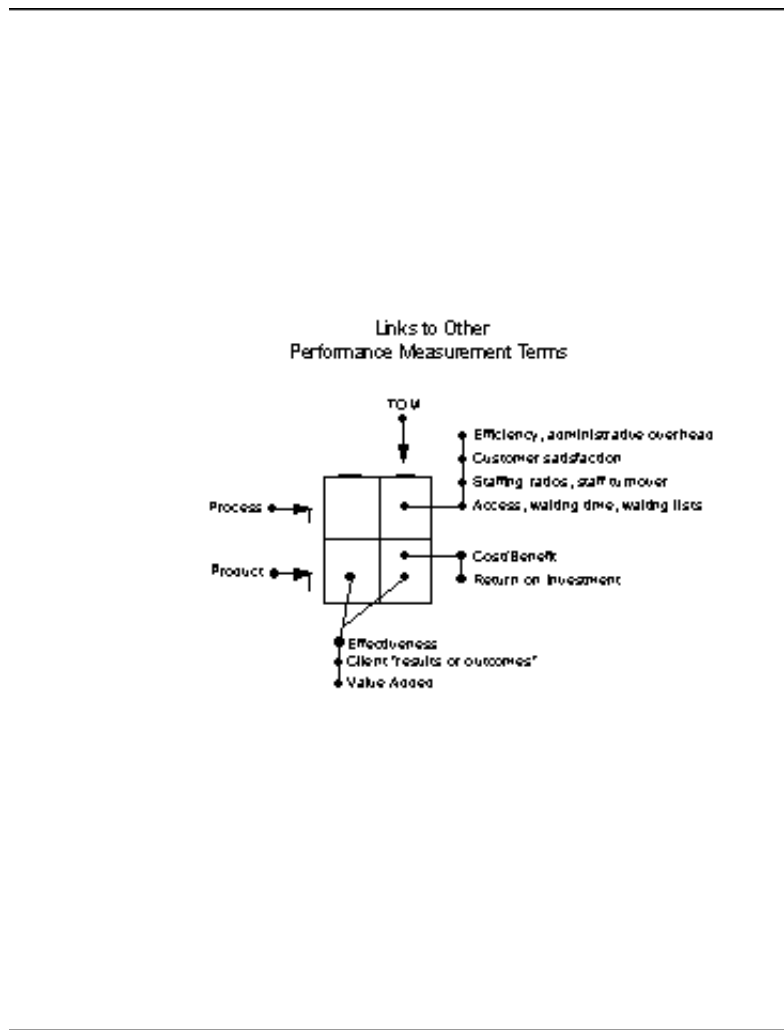 Links to Other
Performance Measurement Terms
TQM
Efficiency, administrative overhead
Customer satisfaction
Staffing ratios, staff turnover
Process
Access, waiting time, waiting lists
Cost/Benefit
Product
Return on Investment
Effectiveness
Client "results or outcomes"
Value Added